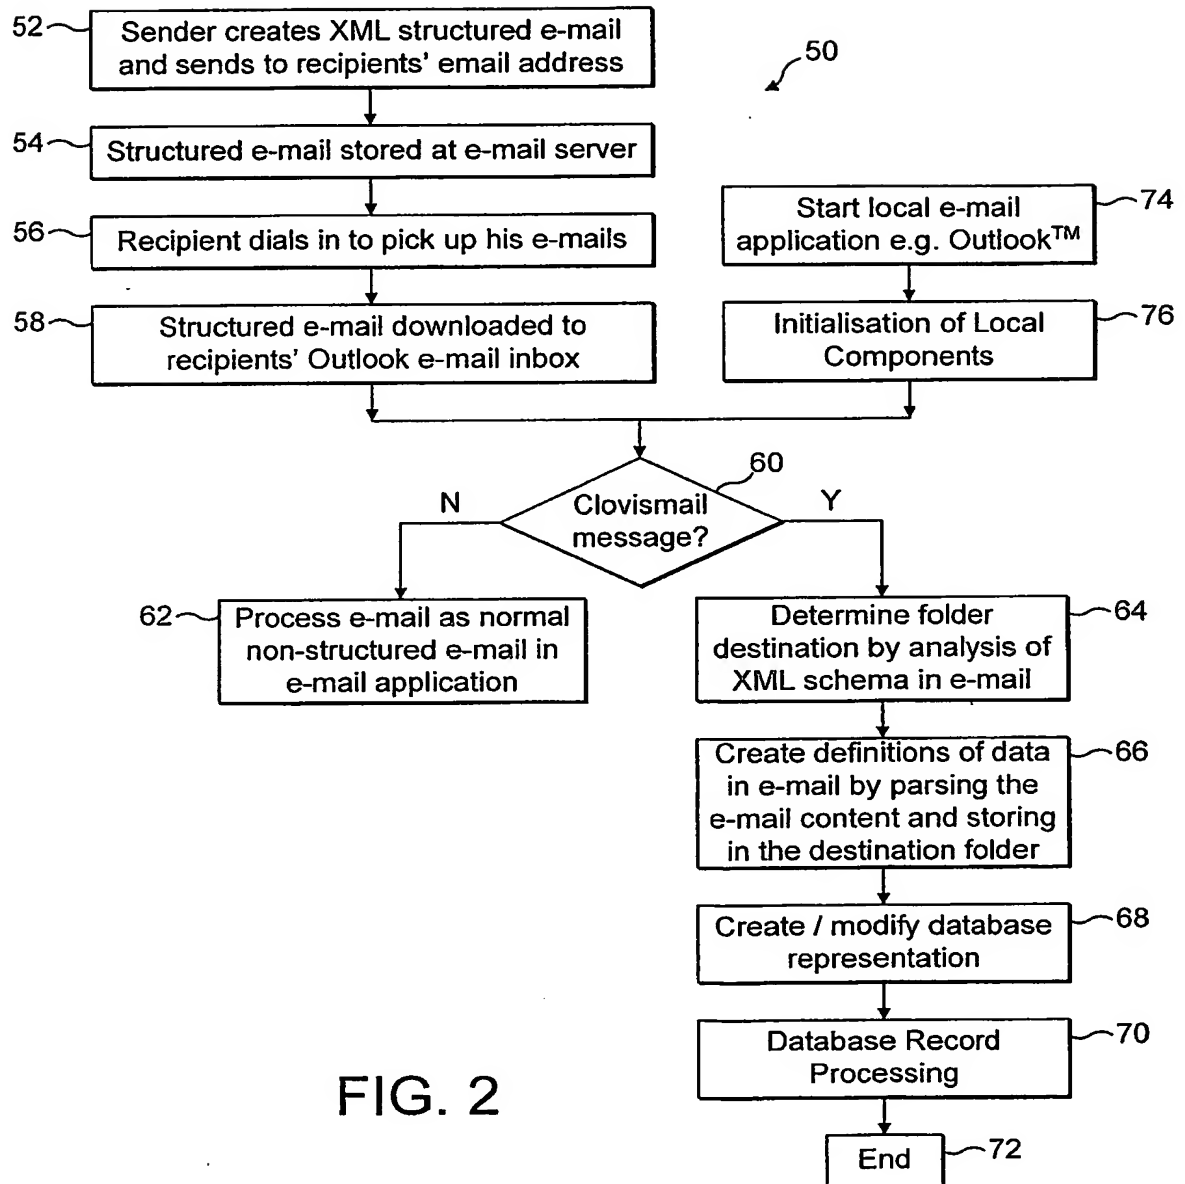 52
Sender creates XML structured e-mail
and sends to recipients' email address
50
54
Structured e-mail stored at e-mail server
56
Recipient dials in to pick up his e-mails
58
Structured e-mail downloaded to
recipients' Outlook e-mail inbox
74
Start local e-mail
application e.g. Outlook™
76
Initialisation of Local
Components
60
Clovismail
message?
N
Y
62
Process e-mail as normal
non-structured e-mail in
e-mail application
64
Determine folder
destination by analysis of
XML schema in e-mail
66
Create definitions of data
in e-mail by parsing the
e-mail content and storing
in the destination folder
68
Create / modify database
representation
70
Database Record
Processing
72
End
FIG. 2